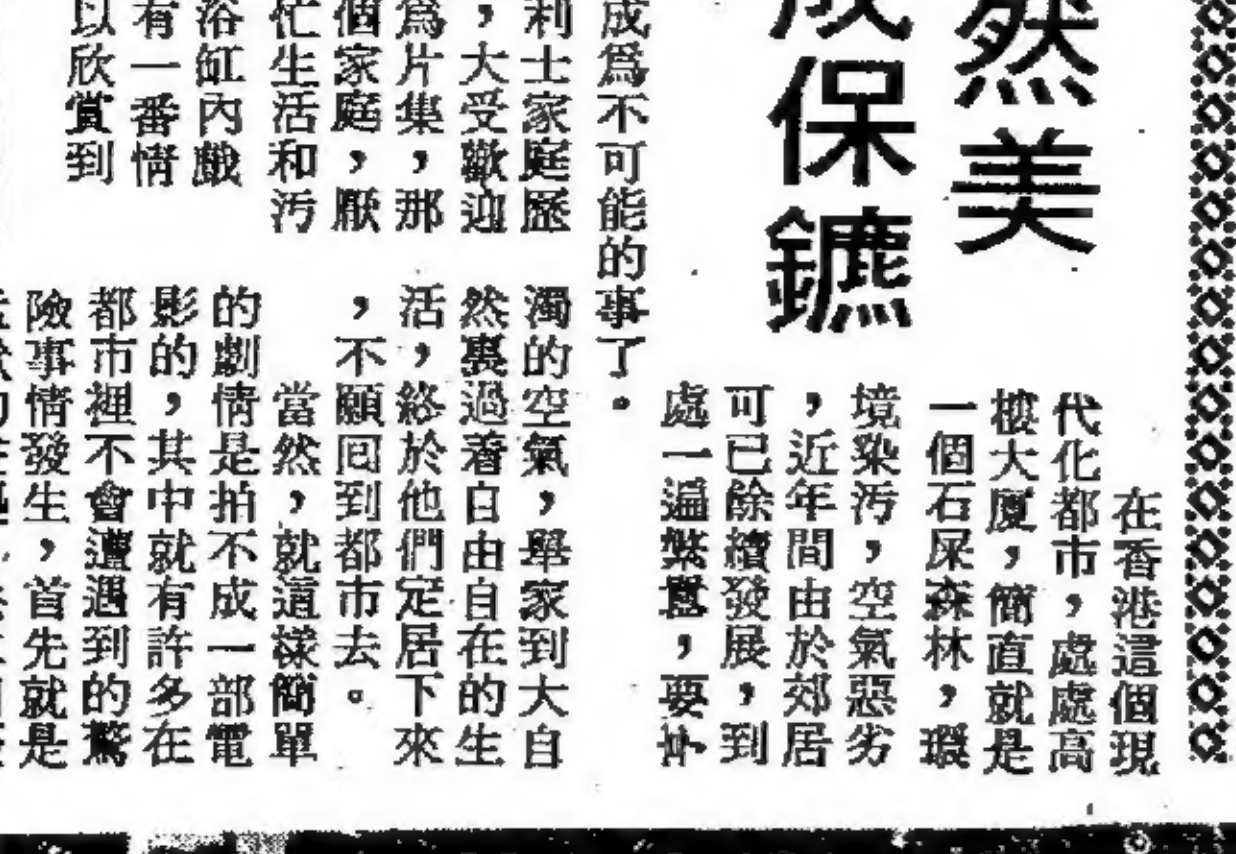 然美
成保鑣
在香港這個現
代化都市，處處高
樓大廈，簡直就是
一個石屎森林，環
境染污，空氣惡劣
，近年間由於郊居
可已餘續發展，到
處一遍繁囂，要
成爲不可能的事了。
利士家庭歷
，大受歡迎
爲片集，那
個家庭，厭
忙生活和污
浴缸內戲
有一番情
以欣賞到
濁的空氣，舉家到大自
然裏過着自由自在的生
活，終於他們定居下來
，不願囘到都市去。
當然，就這樣簡單
的劇情是拍不成一部電
影的，其中就有許多在
都市裡不會遭遇到的驚
險事情發生，首先就是